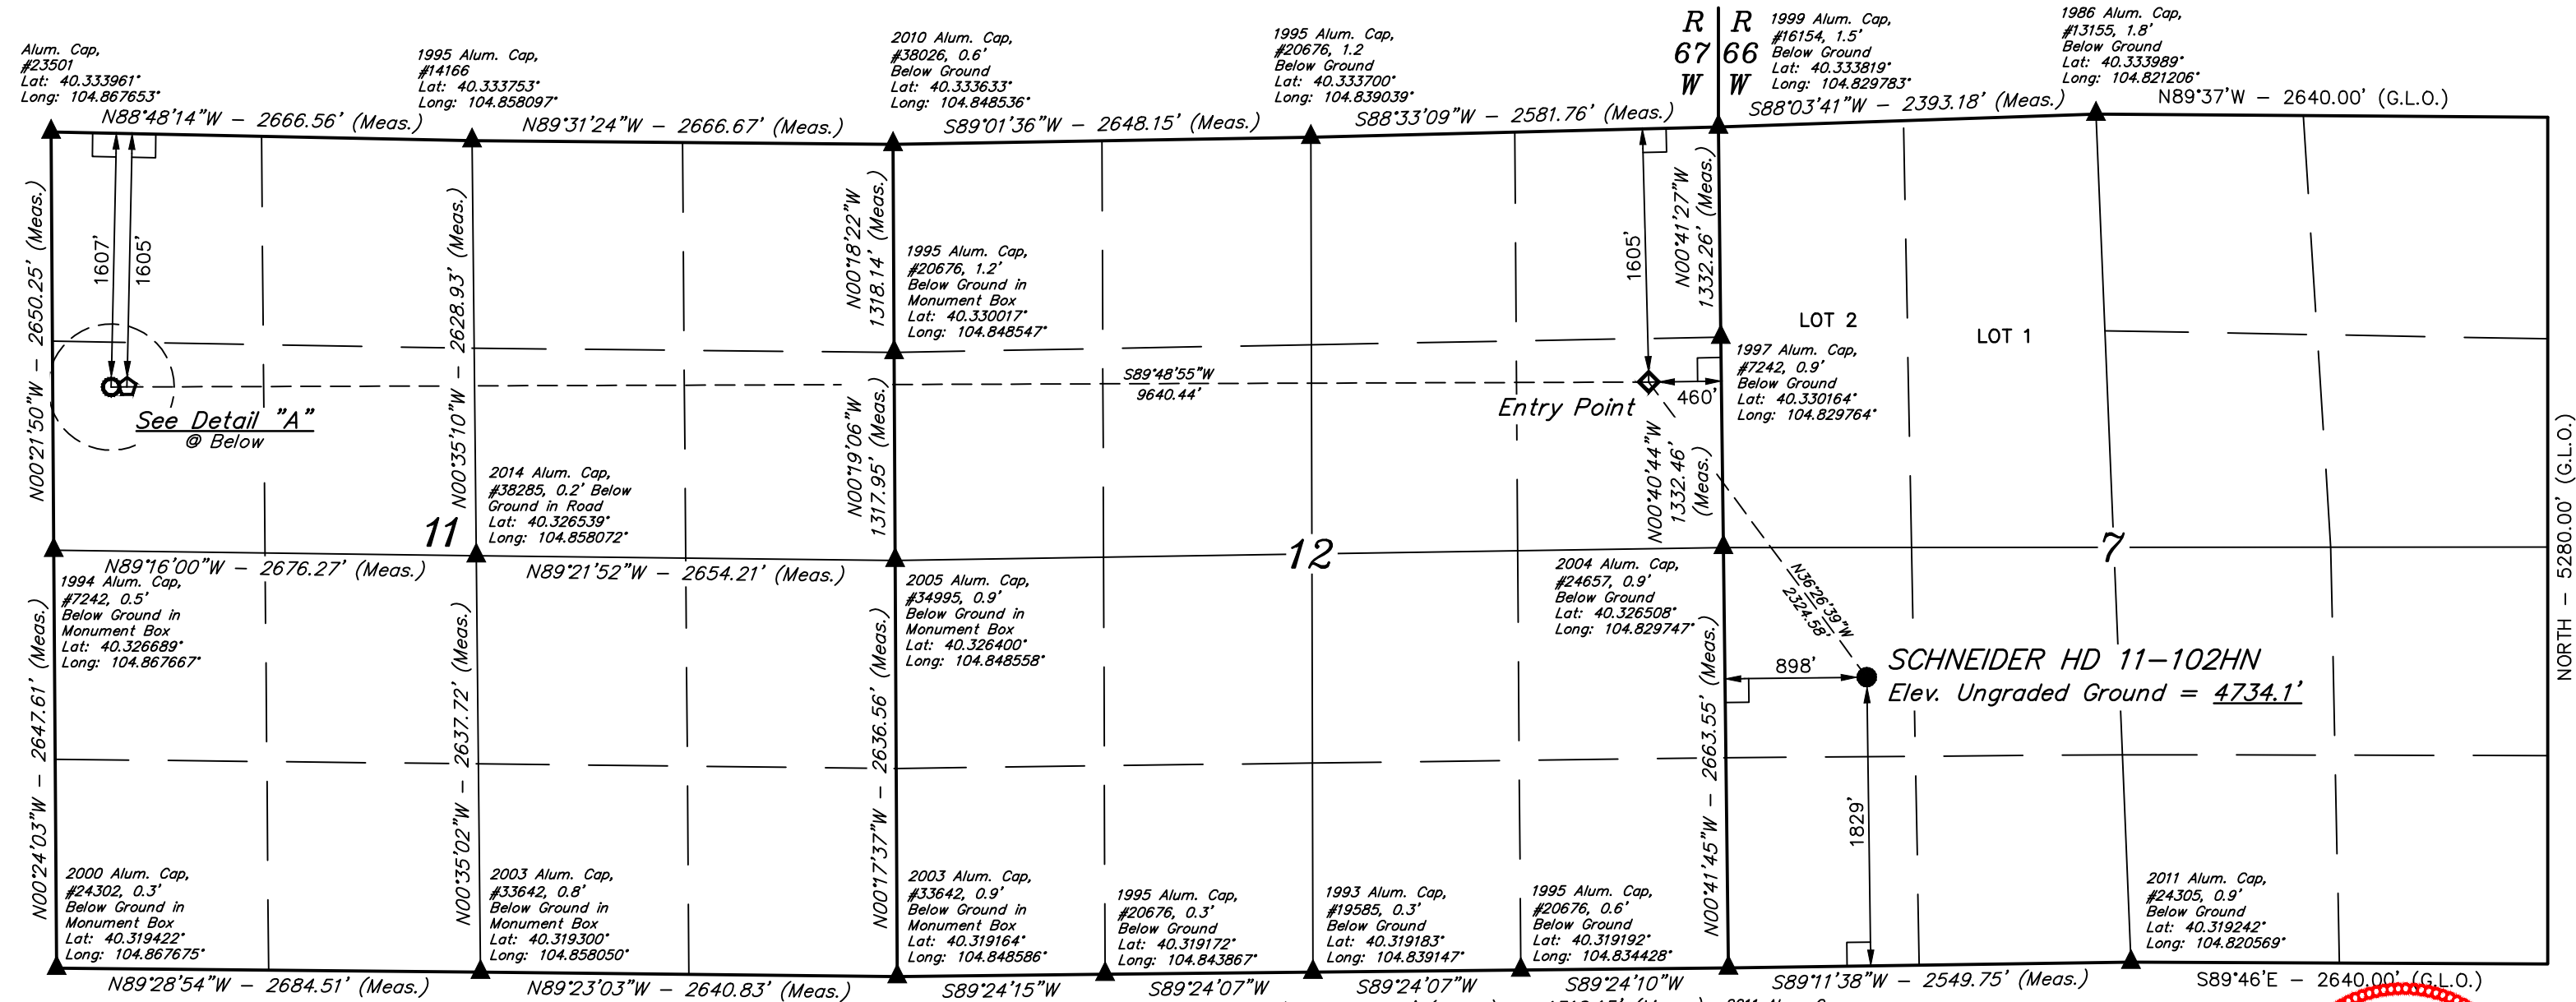 Alum. Cap,
#23501
Lat: 40.333961°
Long: 104.867653°
1995 Alum. Cap,
#14166
Lat: 40.333753°
Long: 104.858097°
2010 Alum. Cap,
#38026, 0.6'
Below Ground
Lat: 40.333633°
Long: 104.848536°
1995 Alum. Cap,
#20676, 1.2
Below Ground
Lat: 40.333700°
Long: 104.839039°
R R
67 66
W W
1999 Alum. Cap,
#16154, 1.5'
Below Ground
Lat: 40.333819°
Long: 104.829783°
1986 Alum. Cap,
#13155, 1.8'
Below Ground
Lat: 40.333989°
Long: 104.821206°
N88°48'14"W - 2666.56' (Meas.)
N89°31'24"W - 2666.67' (Meas.)
S89°01'36"W - 2648.15' (Meas.)
S88°33'09"W - 2581.76' (Meas.)
S88°03'41"W - 2393.18' (Meas.)
N89°37'W - 2640.00' (G.L.O.)
N00°21'50"W - 2650.25' (Meas.)
1607'
1605'
N00°35'10"W - 2628.93' (Meas.)
N00°18'22"W
1318.14' (Meas.)
1995 Alum. Cap,
#20676, 1.2'
Below Ground in
Monument Box
Lat: 40.330017°
Long: 104.848547°
1605'
N00°41'27"W
1332.26' (Meas.)
LOT 2
LOT 1
1997 Alum. Cap,
#7242, 0.9'
Below Ground
Lat: 40.330164°
Long: 104.829764°
S89°48'55"W
9640.44'
Entry Point
460'
See Detail "A"
@ Below
N00°19'06"W
1317.95' (Meas.)
N00°40'44"W
1332.46'
(Meas.)
2014 Alum. Cap,
#38285, 0.2' Below
Ground in Road
Lat: 40.326539°
Long: 104.858072°
11
12
7
NORTH - 5280.00' (G.L.O.)
N89°16'00"W - 2676.27' (Meas.)
N89°21'52"W - 2654.21' (Meas.)
1994 Alum. Cap,
#7242, 0.5'
Below Ground in
Monument Box
Lat: 40.326689°
Long: 104.867667°
2005 Alum. Cap,
#34995, 0.9'
Below Ground in
Monument Box
Lat: 40.326400°
Long: 104.848558°
2004 Alum. Cap,
#24657, 0.9'
Below Ground
Lat: 40.326508°
Long: 104.829747°
N36°26'39"W
2324.58'
SCHNEIDER HD 11-102HN
Elev. Ungraded Ground = 4734.1'
898'
1829'
N00°24'03"W - 2647.61' (Meas.)
N00°35'02"W - 2637.72' (Meas.)
N00°17'37"W - 2636.56' (Meas.)
N00°41'45"W - 2663.55' (Meas.)
2000 Alum. Cap,
#24302, 0.3'
Below Ground in
Monument Box
Lat: 40.319422°
Long: 104.867675°
2003 Alum. Cap,
#33642, 0.8'
Below Ground in
Monument Box
Lat: 40.319300°
Long: 104.858050°
2003 Alum. Cap,
#33642, 0.9'
Below Ground in
Monument Box
Lat: 40.319164°
Long: 104.848586°
1995 Alum. Cap,
#20676, 0.3'
Below Ground
Lat: 40.319172°
Long: 104.843867°
1993 Alum. Cap,
#19585, 0.3'
Below Ground
Lat: 40.319183°
Long: 104.839147°
1995 Alum. Cap,
#20676, 0.6'
Below Ground
Lat: 40.319192°
Long: 104.834428°
2011 Alum. Cap,
#24305, 0.9'
Below Ground
Lat: 40.319242°
Long: 104.820569°
N89°28'54"W - 2684.51' (Meas.)
N89°23'03"W - 2640.83' (Meas.)
S89°24'15"W
S89°24'07"W
S89°24'07"W
S89°24'10"W
S89°11'38"W - 2549.75' (Meas.)
S89°46'E - 2640.00' (G.L.O.)